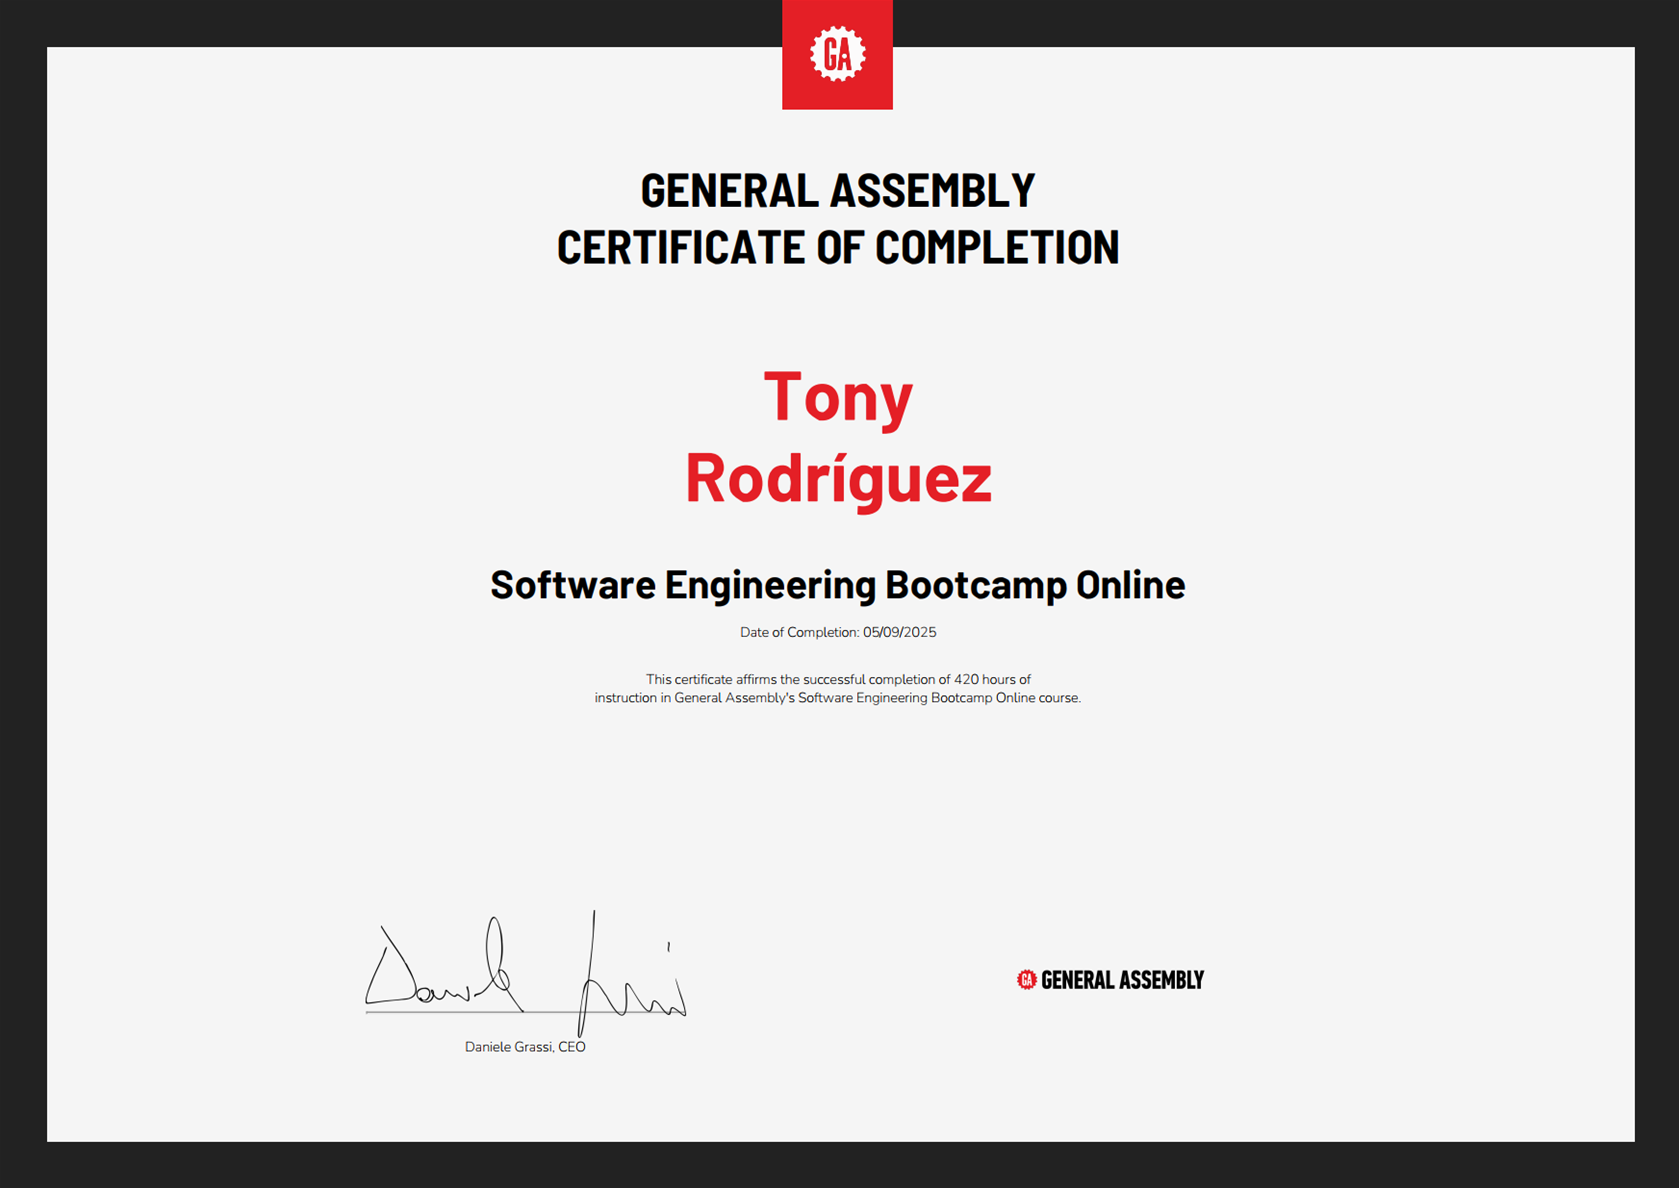 GA
GENERAL ASSEMBLY
CERTIFICATE OF COMPLETION
Tony
Rodríguez
Software Engineering Bootcamp Online
Date of Completion: 05/09/2025
This certificate affirms the successful completion of 420 hours of
instruction in General Assembly's Software Engineering Bootcamp Online course.
Daniele Grassi, CEO
GA GENERAL ASSEMBLY